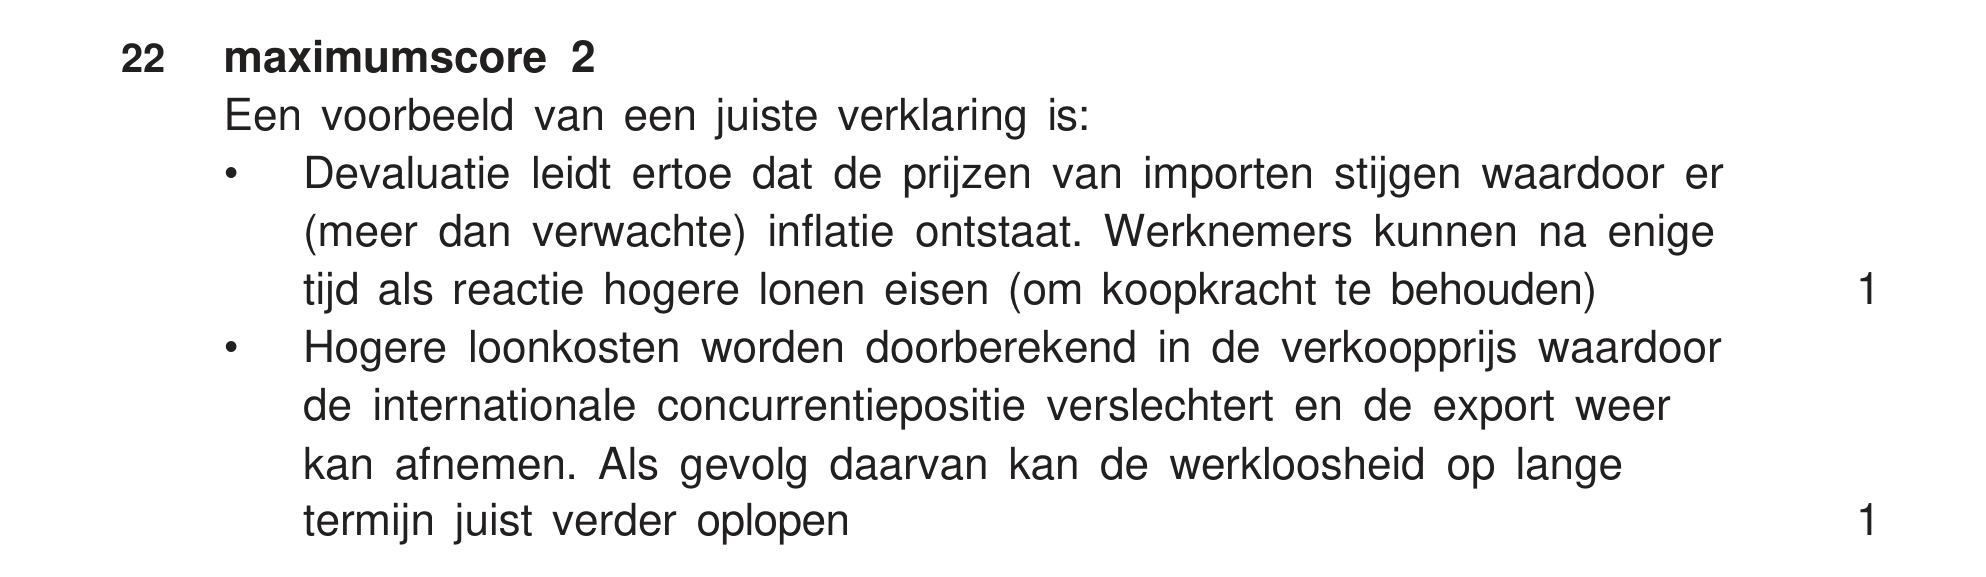 22 maximumscore 2
Een voorbeeld van een juiste verklaring is:
• Devaluatie leidt ertoe dat de prijzen van importen stijgen waardoor er
(meer dan verwachte) inflatie ontstaat. Werknemers kunnen na enige
tijd als reactie hogere lonen eisen (om koopkracht te behouden) 1
• Hogere loonkosten worden doorberekend in de verkoopprijs waardoor
de internationale concurrentiepositie verslechtert en de export weer
kan afnemen. Als gevolg daarvan kan de werkloosheid op lange
termijn juist verder oplopen 1